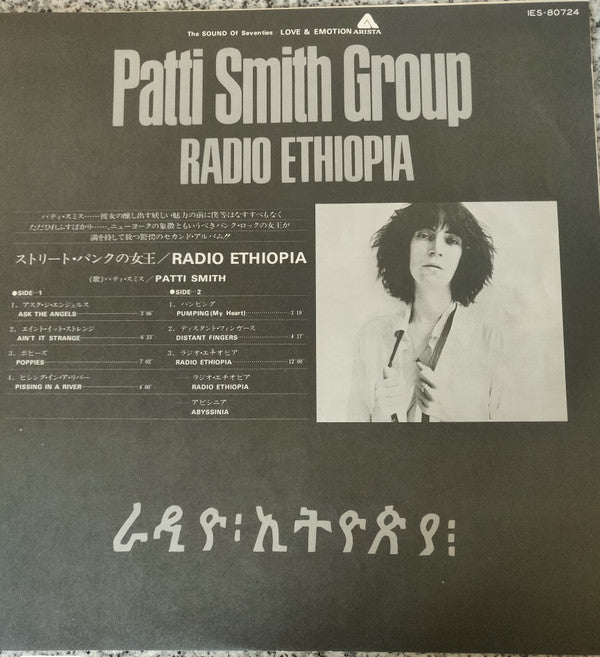 IES-80724
The SOUND Of Seventies LOVE & EMOTION ARISTA
Patti Smith Group
RADIO ETHIOPIA
パティ・スミス……彼女の醸し出す妖しい魅力の前に僕等はなすすべもなく
ただひれふすばかり……、ニューヨークの象徴ともいうべきパンク・ロックの女王が
満を持して放つ驚愕のセカンド・アルバム!!
ストリート・パンクの女王／RADIO ETHIOPIA
(歌)パティ・スミス／PATTI SMITH
●SIDE-1
1. アスク・ジ・エンジェルス
ASK THE ANGELS 3'06"
2. エイント・イット・ストレンジ
AIN'T IT STRANGE 6'35"
3. ポピーズ
POPPIES 7'02"
4. ピシング・イン・ア・リバー
PISSING IN A RIVER 4'60"
●SIDE-2
1. パンピング
PUMPING(My Heart) 3'19"
2. ディスタント・フィンガース
DISTANT FINGERS 4'17"
3. ラジオ・エチオピア
RADIO ETHIOPIA 12'00"
ラジオ・エチオピア
RADIO ETHIOPIA
アビシニア
ABYSSINIA
ራዲዮ፡ኢትዮጵያ፤